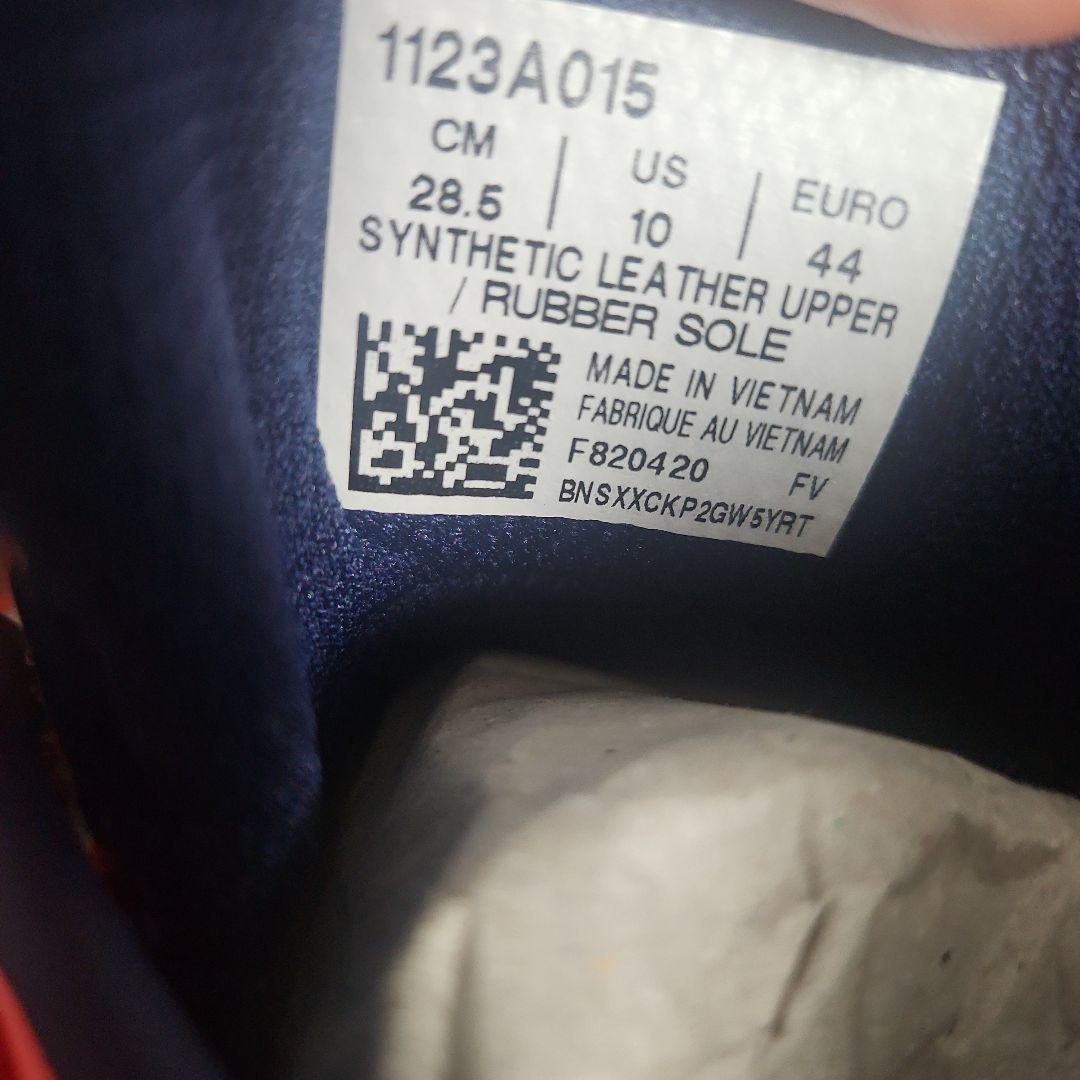 1123A015
CM | US | EURO
28.5 | 10 | 44
SYNTHETIC LEATHER UPPER
/ RUBBER SOLE
MADE IN VIETNAM
FABRIQUE AU VIETNAM
F820420 FV
BNSXXCKP2GW5YRT